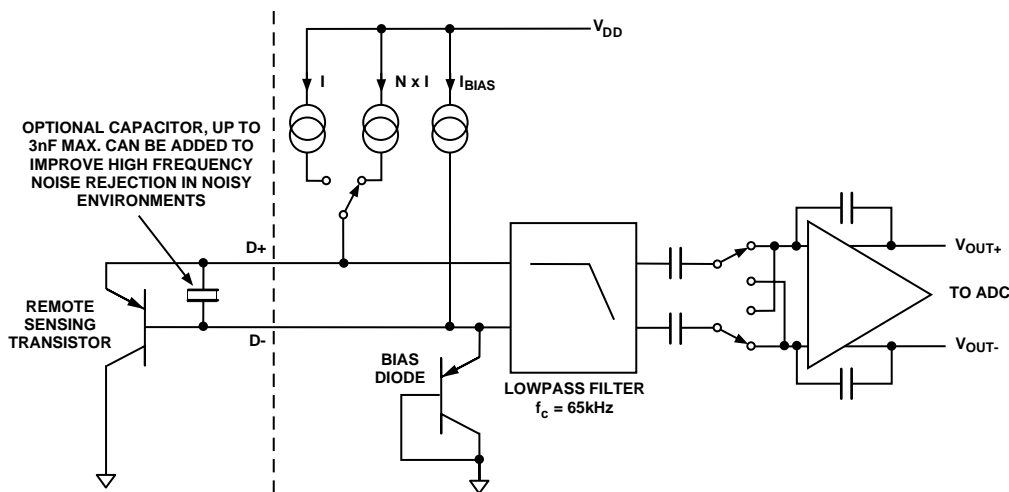 V_DD
I
N x I
I_BIAS
OPTIONAL CAPACITOR, UP TO
3nF MAX. CAN BE ADDED TO
IMPROVE HIGH FREQUENCY
NOISE REJECTION IN NOISY
ENVIRONMENTS
D+
REMOTE
SENSING
TRANSISTOR
D-
BIAS
DIODE
LOWPASS FILTER
f_c = 65kHz
V_OUT+
TO ADC
V_OUT-